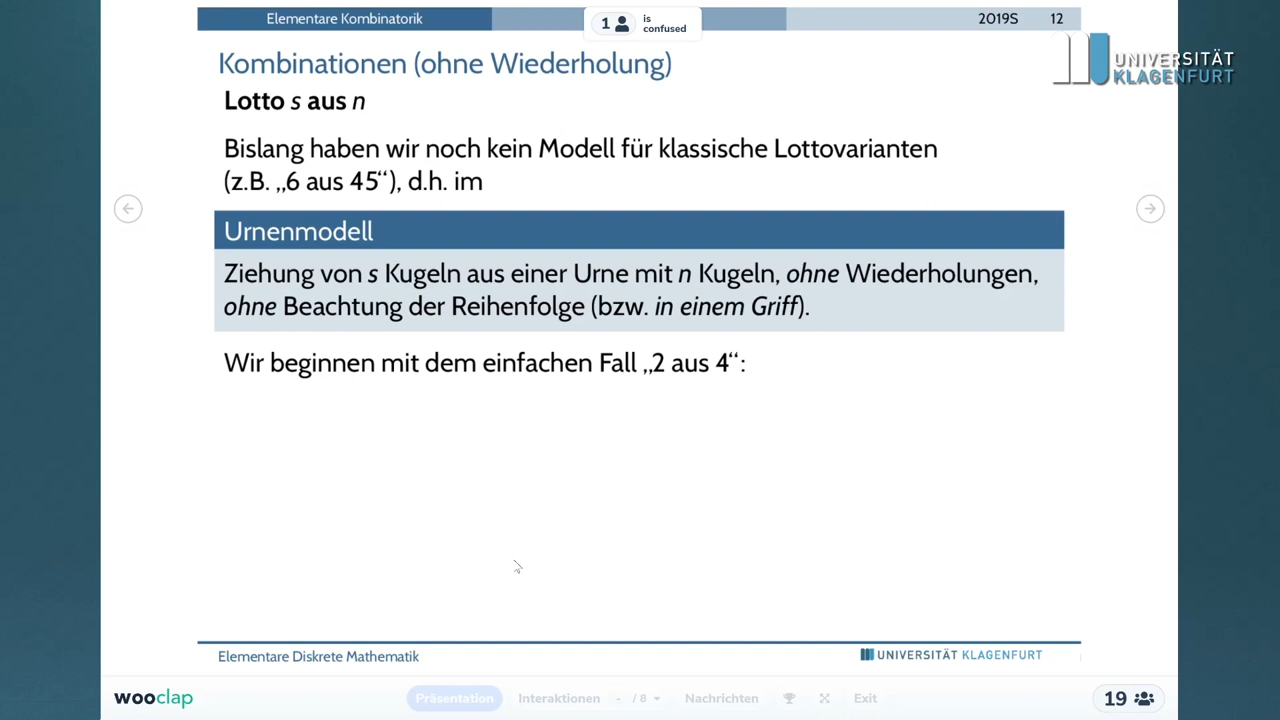 Elementare Kombinatorik
2019S 12
1 is confused
UNIVERSITÄT
KLAGENFURT
Kombinationen (ohne Wiederholung)
Lotto s aus n
Bislang haben wir noch kein Modell für klassische Lottovarianten
(z.B. „6 aus 45“), d.h. im
Urnenmodell
Ziehung von s Kugeln aus einer Urne mit n Kugeln, ohne Wiederholungen,
ohne Beachtung der Reihenfolge (bzw. in einem Griff).
Wir beginnen mit dem einfachen Fall „2 aus 4“:
Elementare Diskrete Mathematik
UNIVERSITÄT KLAGENFURT
wooclap
Präsentation Interaktionen - / 8 Nachrichten Exit
19